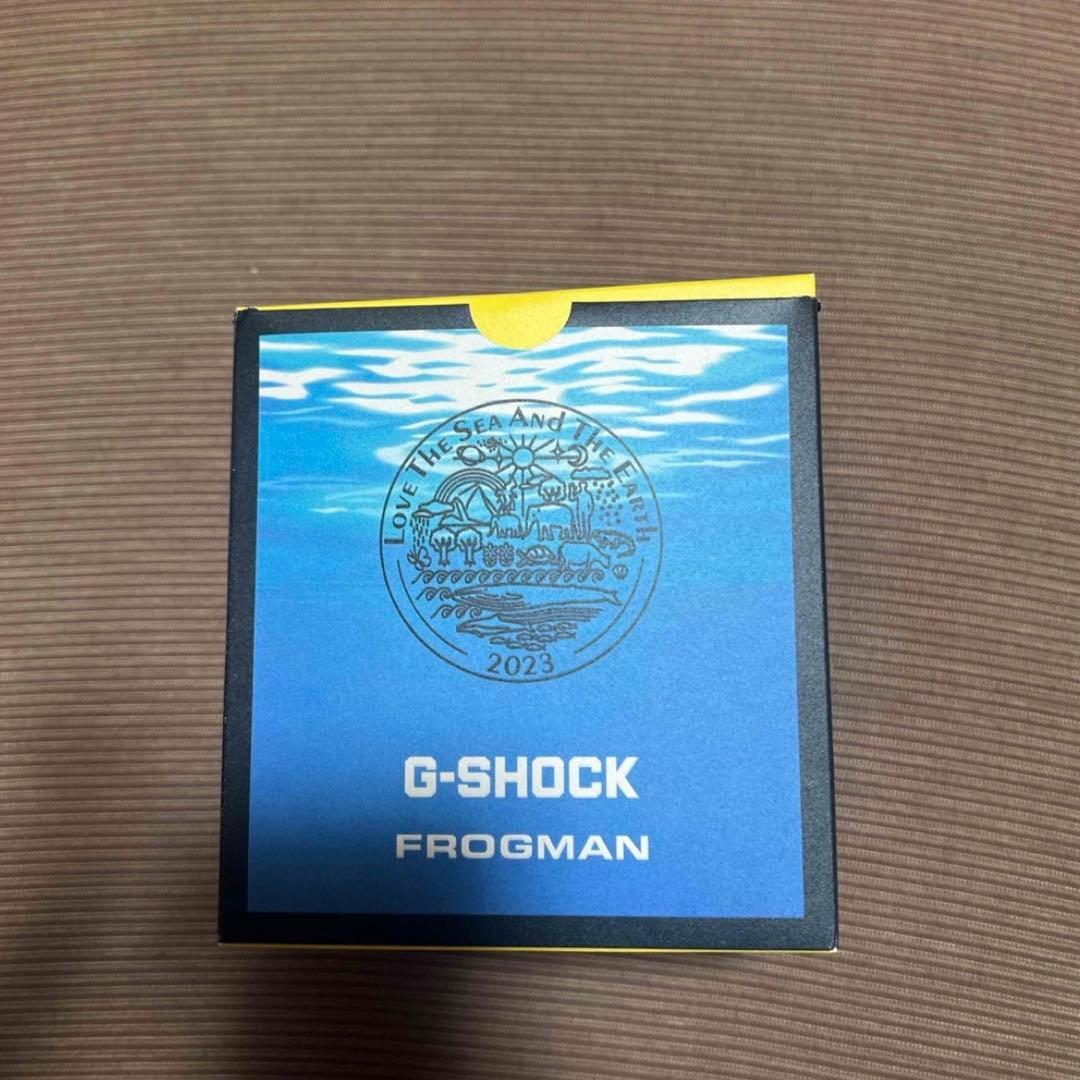 LOVE THE SEA AND THE EARTH
2023
G-SHOCK
FROGMAN